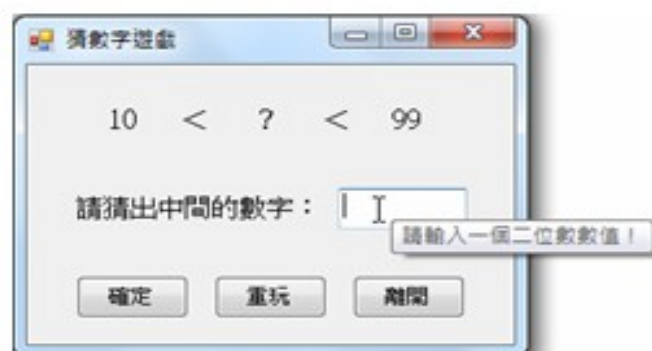 猜數字遊戲
10 < ? < 99
請猜出中間的數字：
請輸入一個二位數數值！
確定 重玩 離開